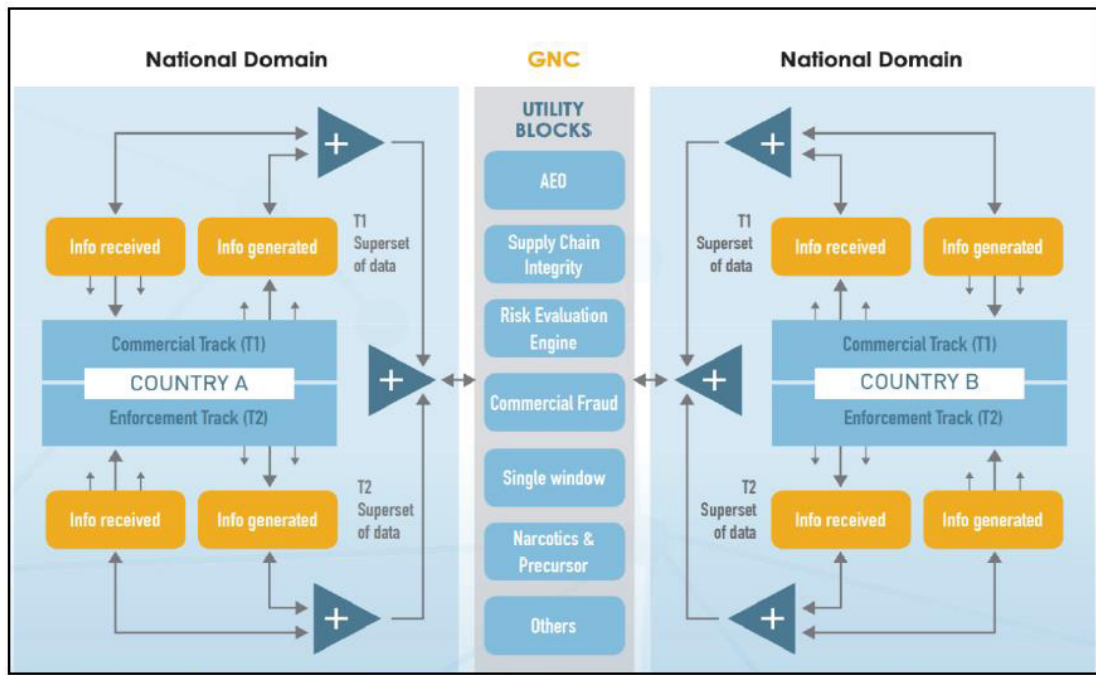 National Domain
GNC
National Domain
UTILITY
BLOCKS
AEO
Supply Chain
Integrity
Risk Evaluation
Engine
Commercial Fraud
Single window
Narcotics &
Precursor
Others
+
Info received
Info generated
T1
Superset
of data
Commercial Track (T1)
COUNTRY A
Enforcement Track (T2)
+
Info received
Info generated
T2
Superset
of data
+
+
T1
Superset
of data
Info received
Info generated
Commercial Track (T1)
COUNTRY B
Enforcement Track (T2)
+
T2
Superset
of data
Info received
Info generated
+